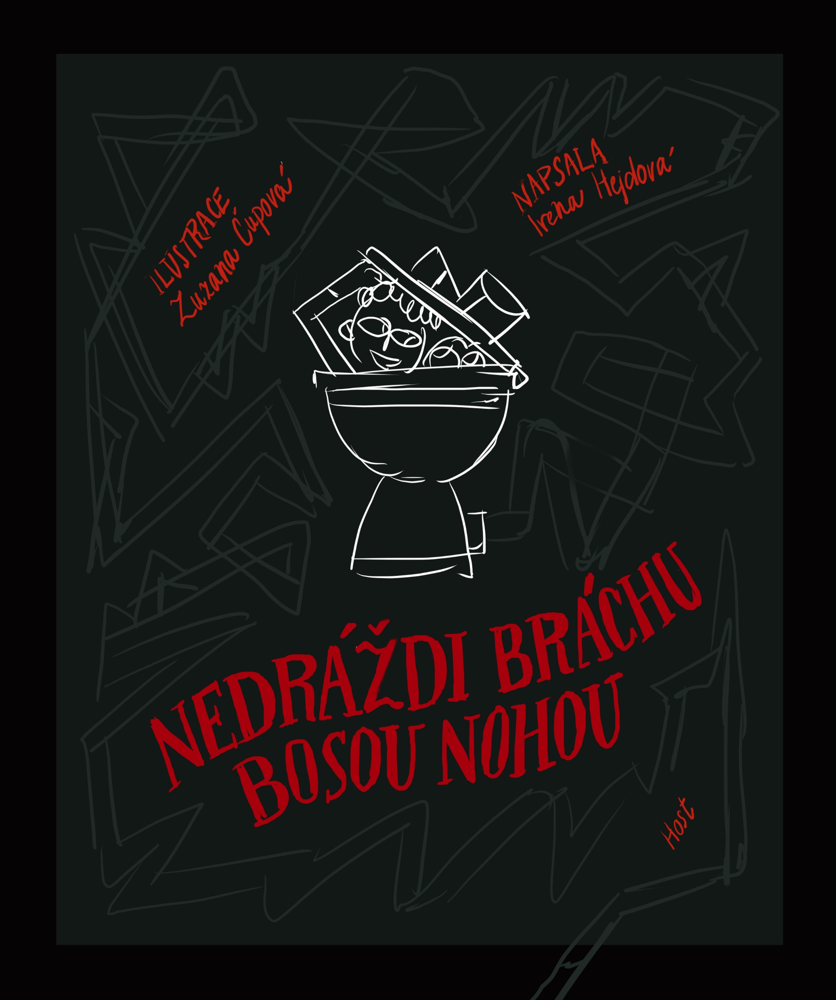 ILUSTRACE
Zuzana Čupová
NAPSALA
Irena Hejdová
NEDRÁŽDI BRÁCHU
BOSOU NOHOU
Host